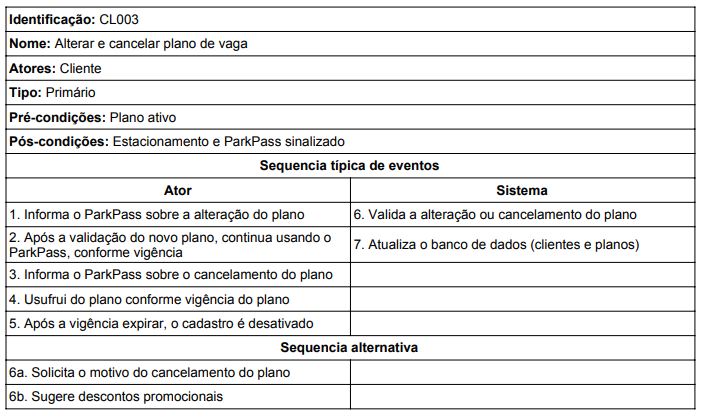 Identificação: CL003
Nome: Alterar e cancelar plano de vaga
Atores: Cliente
Tipo: Primário
Pré-condições: Plano ativo
Pós-condições: Estacionamento e ParkPass sinalizado
Sequencia típica de eventos
Ator
Sistema
1. Informa o ParkPass sobre a alteração do plano
6. Valida a alteração ou cancelamento do plano
2. Após a validação do novo plano, continua usando o
ParkPass, conforme vigência
7. Atualiza o banco de dados (clientes e planos)
3. Informa o ParkPass sobre o cancelamento do plano
4. Usufrui do plano conforme vigência do plano
5. Após a vigência expirar, o cadastro é desativado
Sequencia alternativa
6a. Solicita o motivo do cancelamento do plano
6b. Sugere descontos promocionais